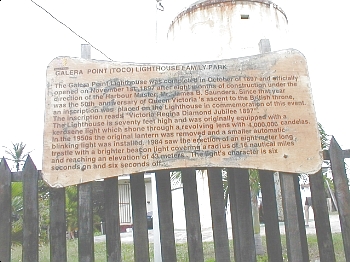 GALERA POINT (TOCO) LIGHTHOUSE FAMILY PARK
The Galera Point Lighthouse was completed in October of 1897 and officially
opened on November 1st, 1897 after eight months of construction under the
direction of the Harbour Master, Mr. James B. Saunders. Since that year
was the 50th anniversary of Queen Victoria's ascent to the British throne,
an inscription was placed on the Lighthouse in commemoration of this event.
The inscription reads "Victoria Regina Diamond Jubilee 1897"
The Lighthouse is seventy feet high and was originally equipped with a
kerosene light which shone through a revolving lens with 4,000,000 candelas.
In the 1950s the original lantern was removed and a smaller automatic
blinking light was installed. 1984 saw the erection of an eighteen meter long
trestle with a brighter beacon light covering a radius of 16 nautical miles
and reaching an elevation of 43 meters. The light's character is six
seconds on and six seconds off.